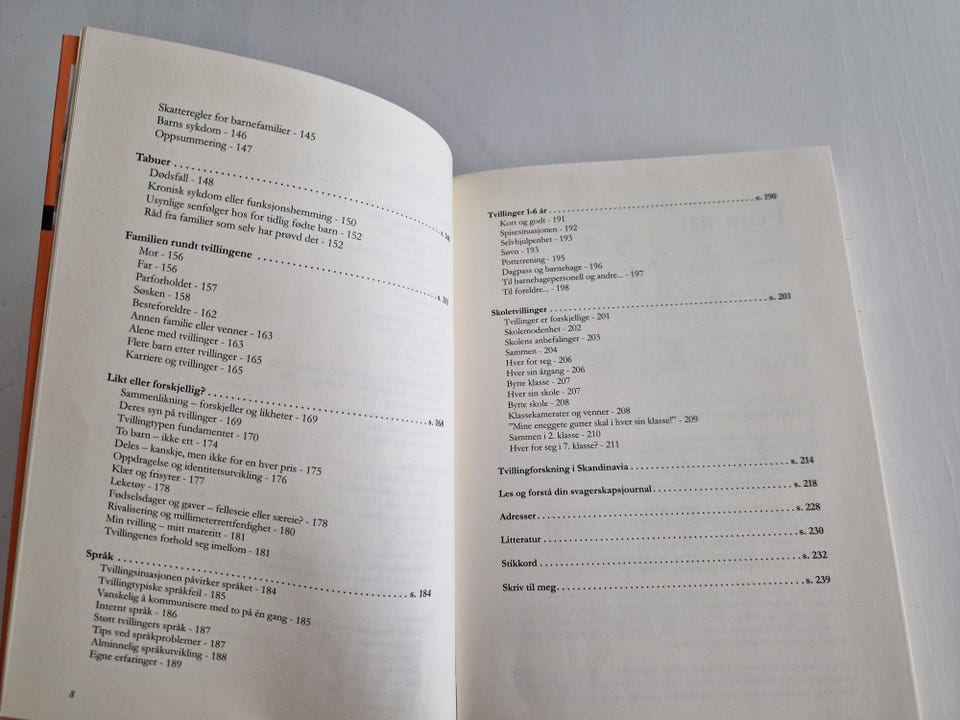 Skatteregler for barnefamilier - 145
Barns sykdom - 146
Oppsummering - 147
Tabuer
Dødsfall - 148
Kronisk sykdom eller funksjonshemming - 150
Usynlige senfølger hos for tidlig fødte barn - 152
Råd fra familier som selv har prøvd det - 152
Familien rundt tvillingene
Mor - 156
Far - 156
Parforholdet - 157
Søsken - 158
Besteforeldre - 162
Annen familie eller venner - 163
Alene med tvillinger - 163
Flere barn etter tvillinger - 165
Karriere og tvillinger - 165
Likt eller forskjellig? s. 168
Sammenlikning – forskjeller og likheter - 169
Deres syn på tvillinger - 169
Tvillingtypen fundamentet - 170
To barn – ikke ett - 174
Deles – kanskje, men ikke for en hver pris - 175
Oppdragelse og identitetsutvikling - 176
Klær og frisyrer - 177
Leketøy - 178
Fødselsdager og gaver – felleseie eller særeie? - 178
Rivalisering og millimeterrettferdighet - 180
Min tvilling – mitt mareritt - 181
Tvillingenes forhold seg imellom - 181
Språk s. 184
Tvillingsituasjonen påvirker språket - 184
Tvillingtypiske språkfeil - 185
Vanskelig å kommunisere med to på én gang - 185
Internt språk - 186
Støtt tvillingers språk - 187
Tips ved språkproblemer - 187
Alminnelig språkutvikling - 188
Egne erfaringer - 189
8
Tvillinger 1-6 år s. 190
Kort og godt - 191
Spisesituasjonen - 192
Selvhjulpenhet - 193
Søvn - 193
Pottetrening - 195
Dagpass og barnehage - 196
Til barnehagepersonell og andre... - 197
Til foreldre... - 198
Skoletvillinger s. 201
Tvillinger er forskjellige - 201
Skolemodenhet - 202
Skolens anbefalinger - 203
Sammen - 204
Hver for seg - 206
Hver sin årgang - 206
Bytte klasse - 207
Hver sin skole - 207
Bytte skole - 208
Klassekamerater og venner - 208
"Mine eneggete gutter skal i hver sin klasse!" - 209
Sammen i 2. klasse - 210
Hver for seg i 7. klasse? - 211
Tvillingforskning i Skandinavia s. 214
Les og forstå din svagerskapsjournal s. 218
Adresser s. 228
Litteratur s. 230
Stikkord s. 232
Skriv til meg s. 239